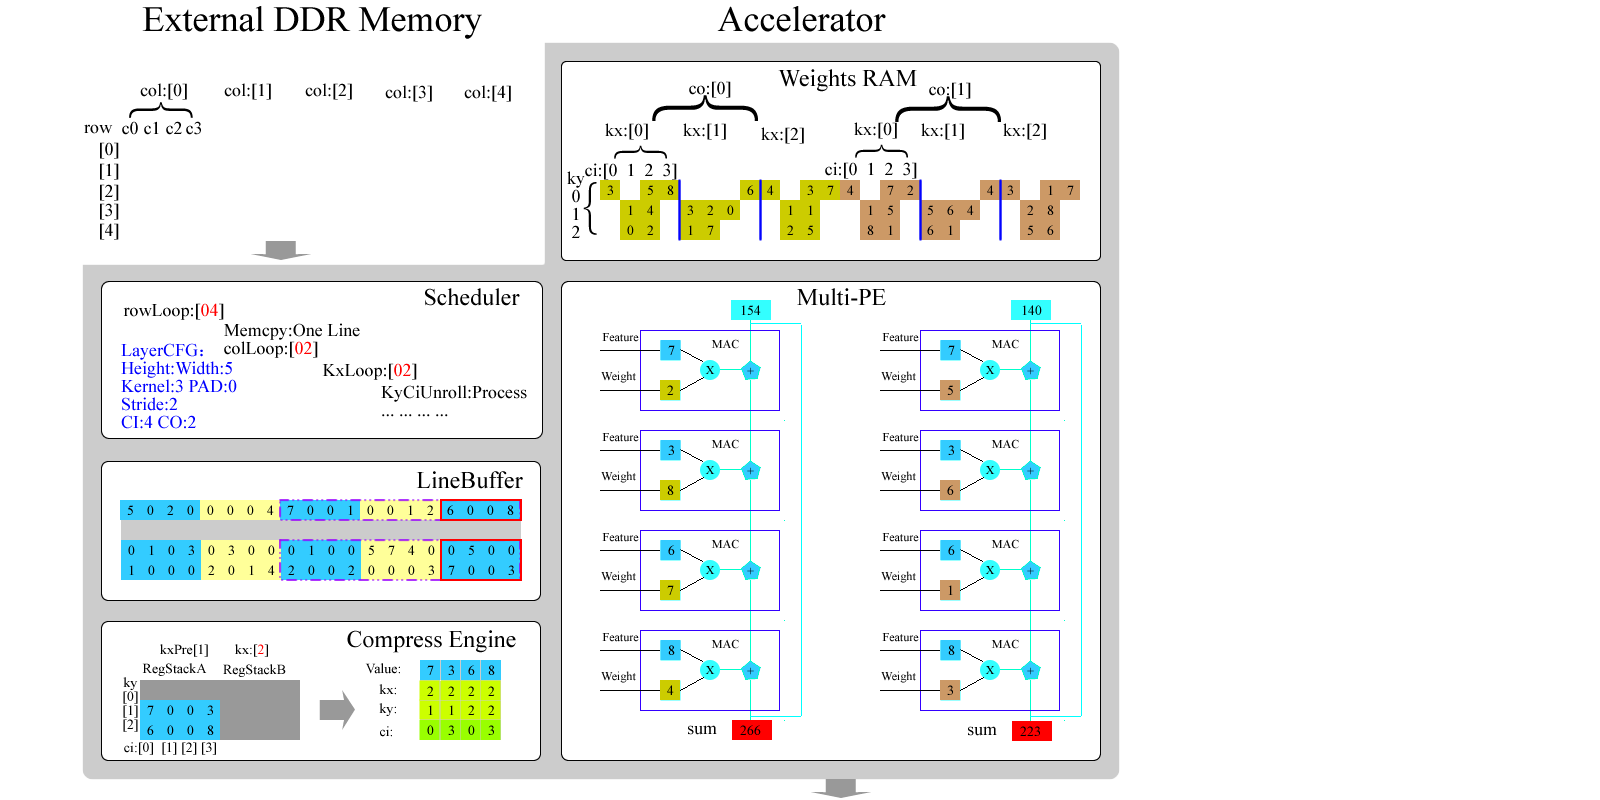 External DDR Memory
Accelerator
col:[0] col:[1] col:[2] col:[3] col:[4]
row c0 c1 c2 c3
[0]
[1]
[2]
[3]
[4]
Weights RAM
co:[0] co:[1]
kx:[0] kx:[1] kx:[2] kx:[0] kx:[1] kx:[2]
ky ci:[0 1 2 3] ci:[0 1 2 3]
0 3 5 8 6 4 3 7 4 7 2 4 3 1 7
1 1 4 3 2 0 1 1 1 5 5 6 4 2 8
2 0 2 1 7 2 5 8 1 6 1 5 6
Scheduler
rowLoop:[04]
Memcpy:One Line
colLoop:[02]
KxLoop:[02]
KyCiUnroll:Process
... ... ... ...
LayerCFG:
Height:Width:5
Kernel:3 PAD:0
Stride:2
CI:4 CO:2
LineBuffer
5 0 2 0 0 0 0 4 7 0 0 1 0 0 1 2 6 0 0 8
0 1 0 3 0 3 0 0 0 1 0 0 5 7 4 0 0 5 0 0
1 0 0 0 2 0 1 4 2 0 0 2 0 0 0 3 7 0 0 3
Compress Engine
kxPre[1] kx:[2]
RegStackA RegStackB
ky
[0]
[1] 7 0 0 3
[2] 6 0 0 8
ci:[0] [1] [2] [3]
Value: 7 3 6 8
kx: 2 2 2 2
ky: 1 1 2 2
ci: 0 3 0 3
Multi-PE
154
Feature 7 MAC
X +
Weight 2
Feature 3 MAC
X +
Weight 8
Feature 6 MAC
X +
Weight 7
Feature 8 MAC
X +
Weight 4
sum 266
140
Feature 7 MAC
X +
Weight 5
Feature 3 MAC
X +
Weight 6
Feature 6 MAC
X +
Weight 1
Feature 8 MAC
X +
Weight 3
sum 223